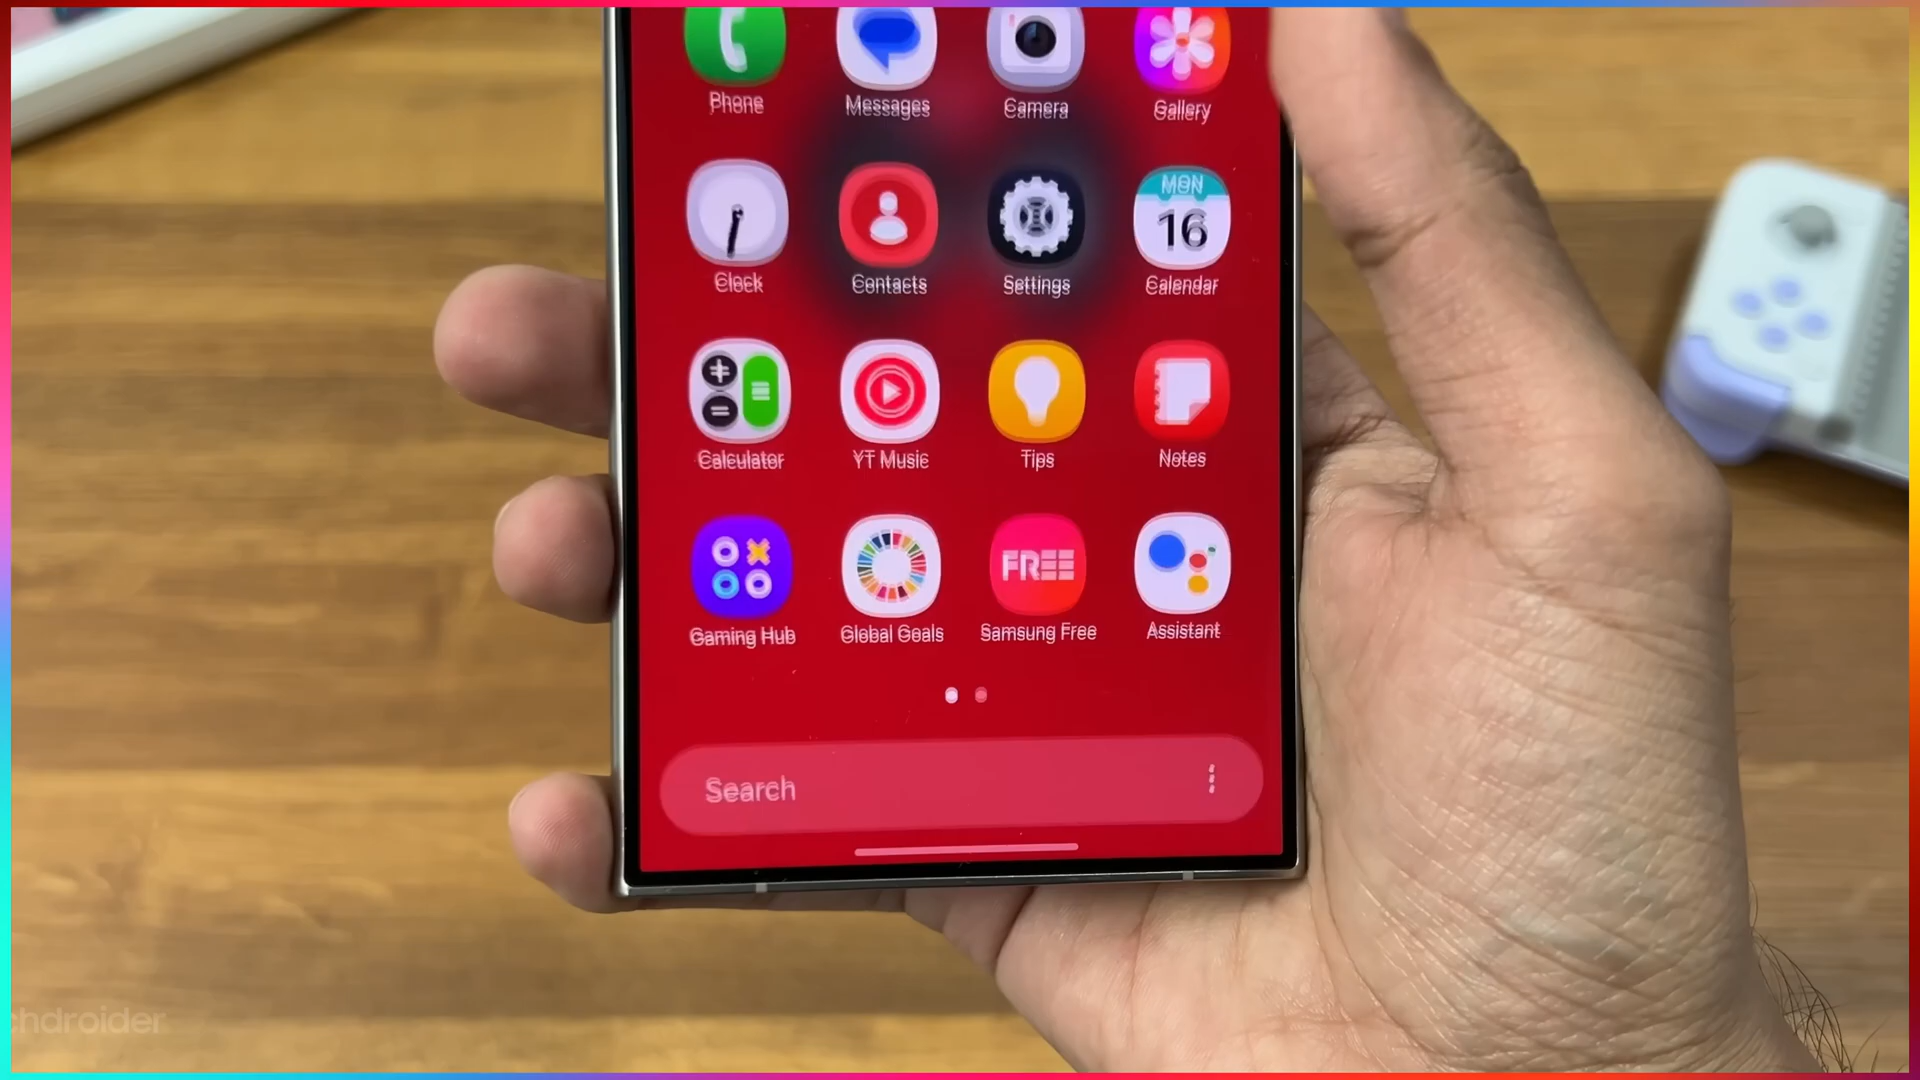 Phone Messages Camera Gallery
MON
16
Clock Contacts Settings Calendar
Calculator YT Music Tips Notes
FREE
Gaming Hub Global Goals Samsung Free Assistant
Search
chdroider